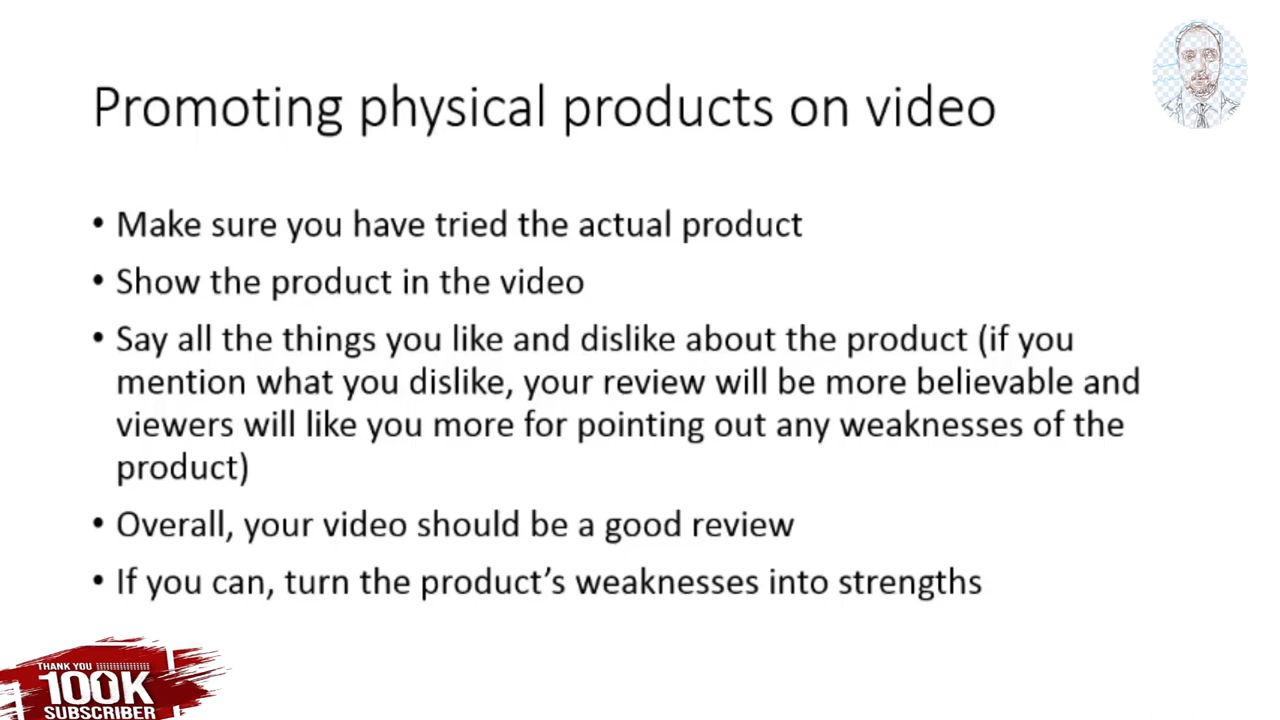 Promoting physical products on video
• Make sure you have tried the actual product
• Show the product in the video
• Say all the things you like and dislike about the product (if you
mention what you dislike, your review will be more believable and
viewers will like you more for pointing out any weaknesses of the
product)
• Overall, your video should be a good review
• If you can, turn the product’s weaknesses into strengths
THANK YOU
100K
SUBSCRIBER